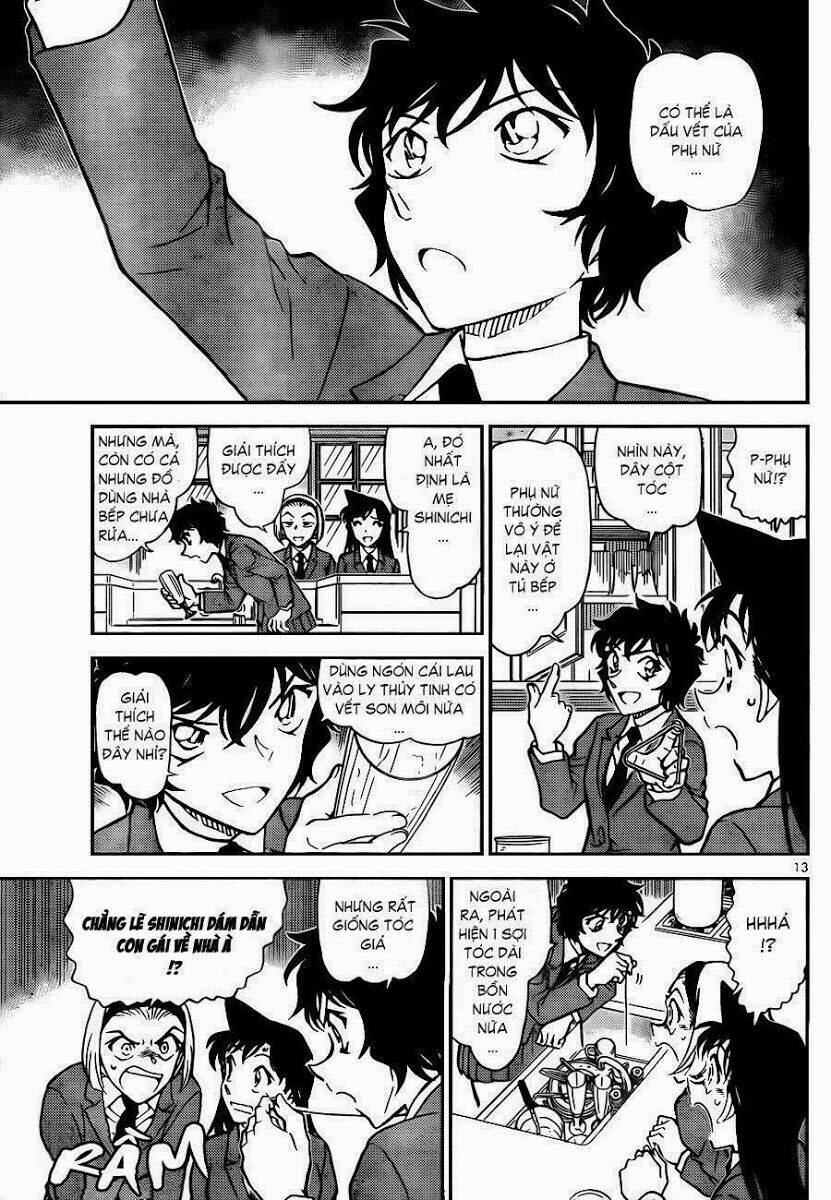 CÓ THỂ LÀ
DẤU VẾT CỦA
PHỤ NỮ
...
P-PHỤ
NỮ!?
NHÌN NÀY,
DÂY CỘT
TÓC,
...
PHỤ NỮ
THƯỜNG
VÔ Ý ĐỂ
LẠI VẬT
NÀY Ở
TỦ BẾP
...
A, ĐÓ
NHẤT
ĐỊNH LÀ
MẸ
SHINICHI
...
GIẢI THÍCH
ĐƯỢC ĐẤY
...
NHƯNG MÀ,
CÒN CÓ CẢ
NHƯNG ĐỒ
DÙNG NHÀ
BẾP CHƯA
RỬA...
DÙNG NGÓN CÁI LAU
VÀO LY THỦY TINH CÓ
VẾT SON MÔI NỮA
...
GIẢI
THÍCH
THẾ NÀO
ĐÂY NHỈ?
13
HHHẢ
!?
NGOÀI
RA, PHÁT
HIỆN 1 SỢI
TÓC DÀI
TRONG
BỒN
NƯỚC
NỮA
...
NHƯNG RẤT
GIỐNG TÓC
GIẢ
...
CHẲNG LẼ SHINICHI DÁM DẪN
CON GÁI VỀ NHÀ À
!?
RẦM